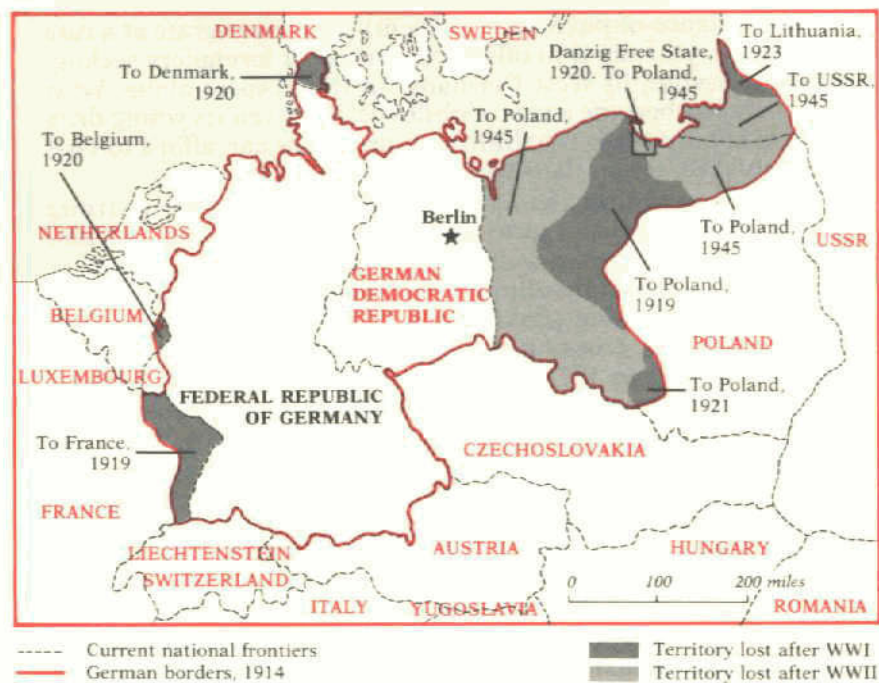 DENMARK
SWEDEN
To Denmark,
1920
Danzig Free State,
1920. To Poland,
1945
To Lithuania,
1923
To USSR,
1945
To Belgium,
1920
To Poland,
1945
Berlin
NETHERLANDS
To Poland,
1945
USSR
GERMAN
DEMOCRATIC
REPUBLIC
To Poland,
1919
BELGIUM
POLAND
LUXEMBOURG
FEDERAL REPUBLIC
OF GERMANY
To Poland,
1921
To France,
1919
CZECHOSLOVAKIA
FRANCE
LIECHTENSTEIN
SWITZERLAND
AUSTRIA
HUNGARY
0 100 200 miles
ITALY
YUGOSLAVIA
ROMANIA
Current national frontiers
German borders, 1914
Territory lost after WWI
Territory lost after WWII